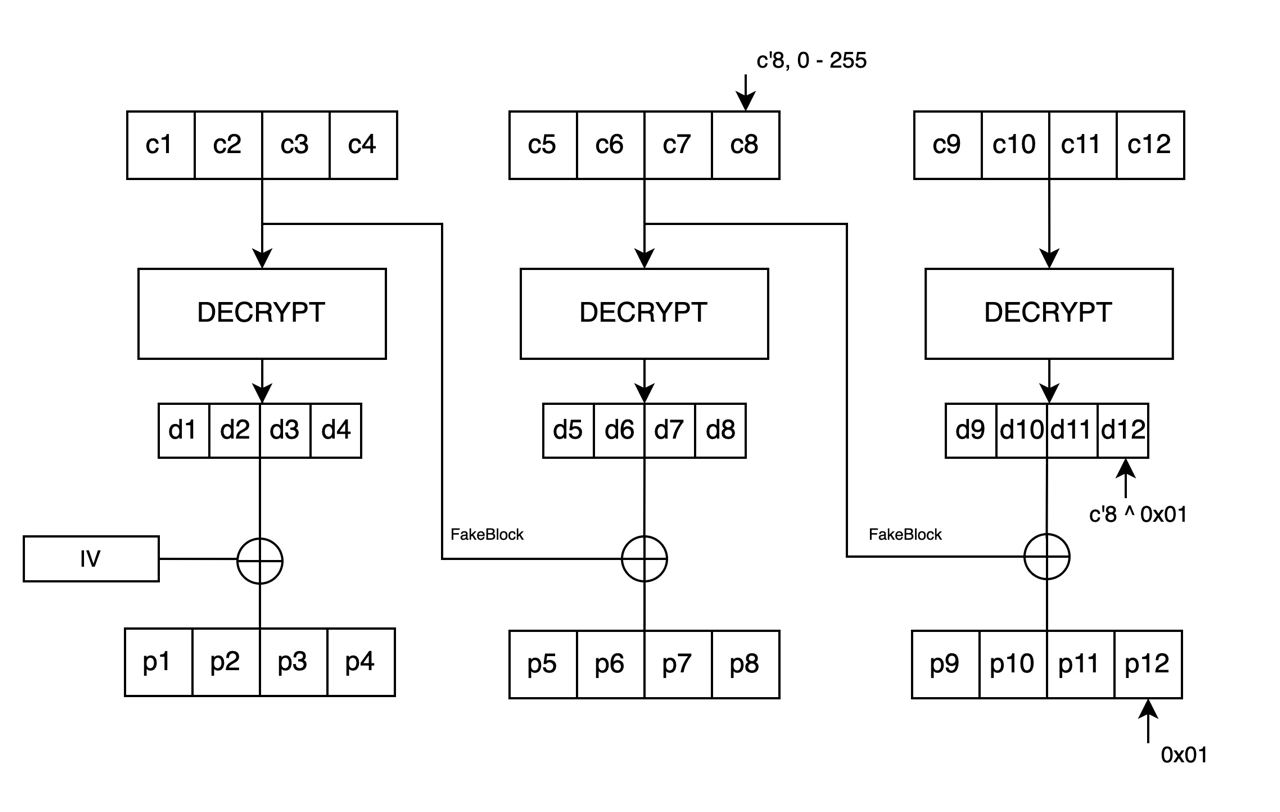 c'8, 0 - 255
c1 c2 c3 c4 c5 c6 c7 c8 c9 c10 c11 c12
DECRYPT DECRYPT DECRYPT
d1 d2 d3 d4 d5 d6 d7 d8 d9 d10 d11 d12
c'8 ^ 0x01
FakeBlock FakeBlock
IV
p1 p2 p3 p4 p5 p6 p7 p8 p9 p10 p11 p12
0x01